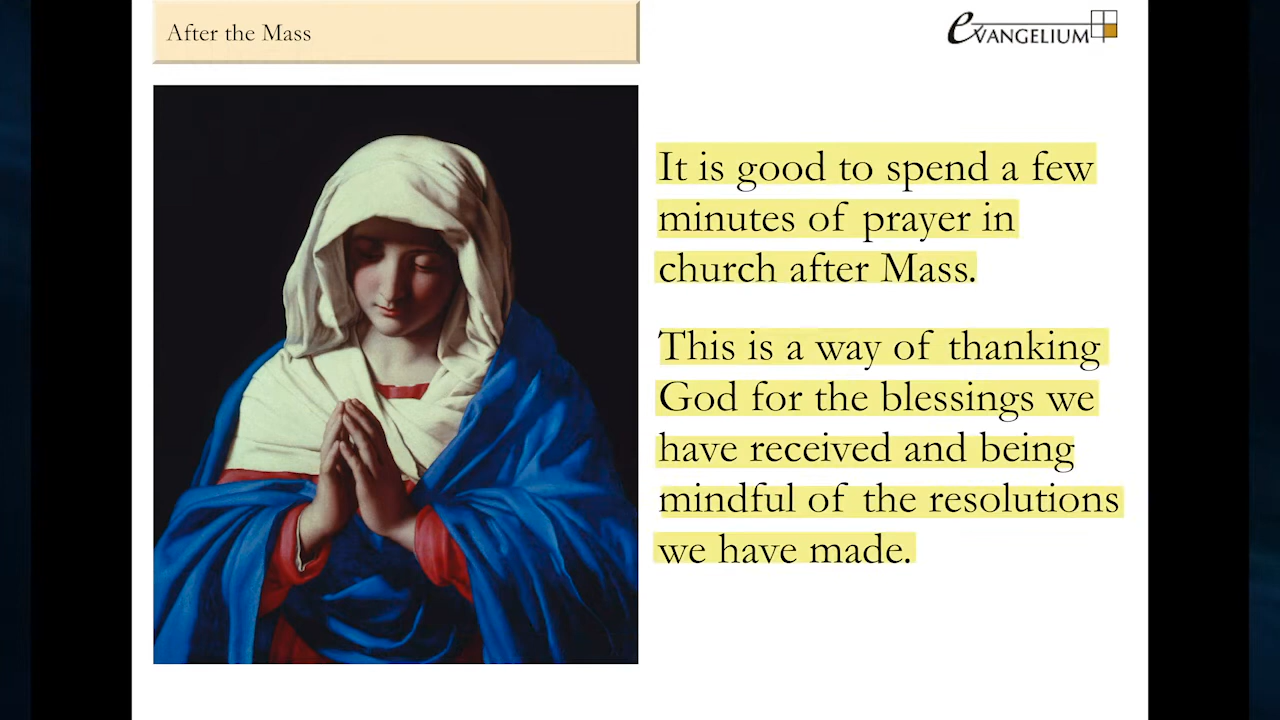 After the Mass
eVANGELIUM
It is good to spend a few
minutes of prayer in
church after Mass.
This is a way of thanking
God for the blessings we
have received and being
mindful of the resolutions
we have made.